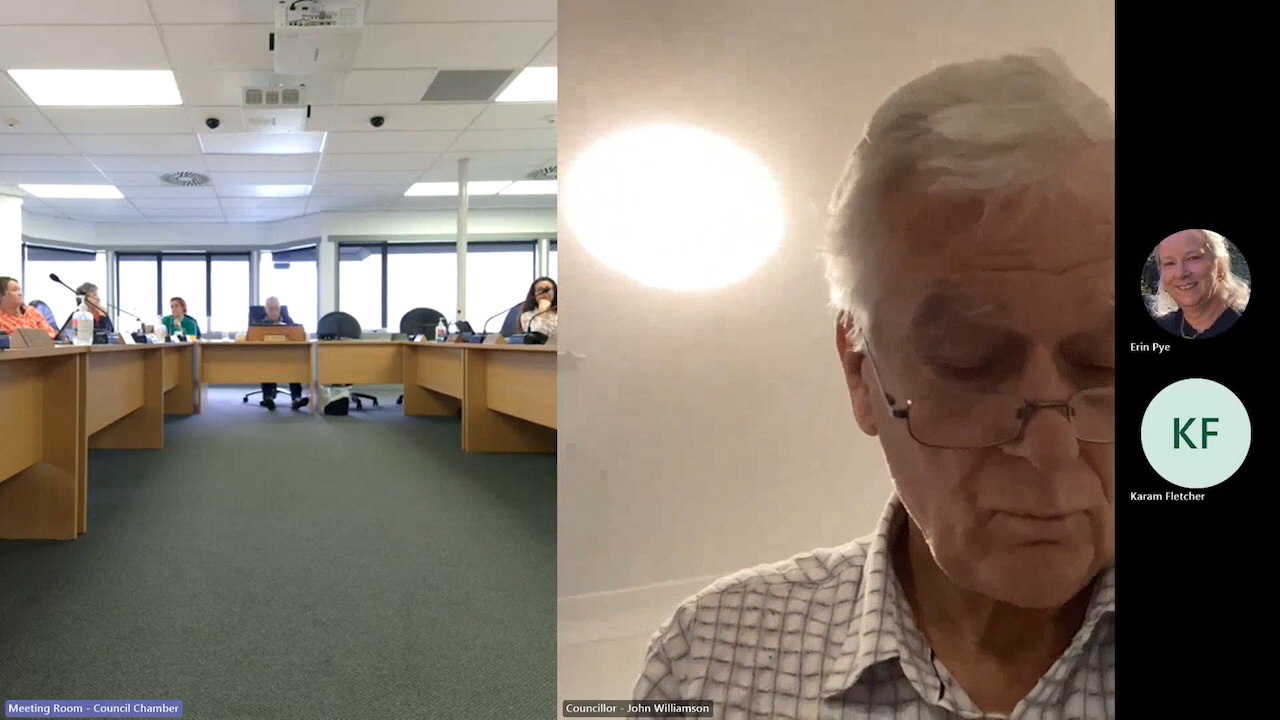 Meeting Room - Council Chamber
Councillor - John Williamson
Erin Pye
KF
Karam Fletcher